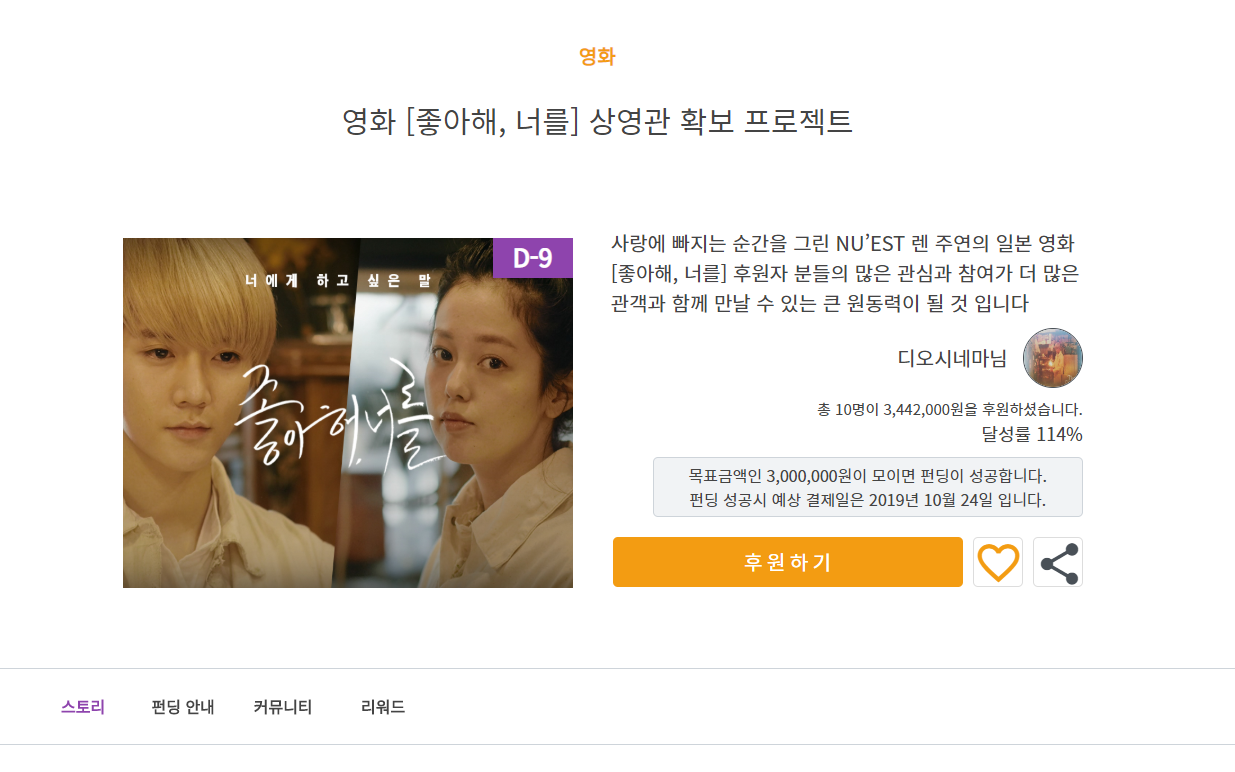 영화
영화 [좋아해, 너를] 상영관 확보 프로젝트
D-9
너에게 하고 싶은 말
좋아해, 너를
사랑에 빠지는 순간을 그린 NU’EST 렌 주연의 일본 영화
[좋아해, 너를] 후원자 분들의 많은 관심과 참여가 더 많은
관객과 함께 만날 수 있는 큰 원동력이 될 것 입니다
디오시네마님
총 10명이 3,442,000원을 후원하셨습니다.
달성률 114%
목표금액인 3,000,000원이 모이면 펀딩이 성공합니다.
펀딩 성공시 예상 결제일은 2019년 10월 24일 입니다.
후원하기
스토리 펀딩 안내 커뮤니티 리워드